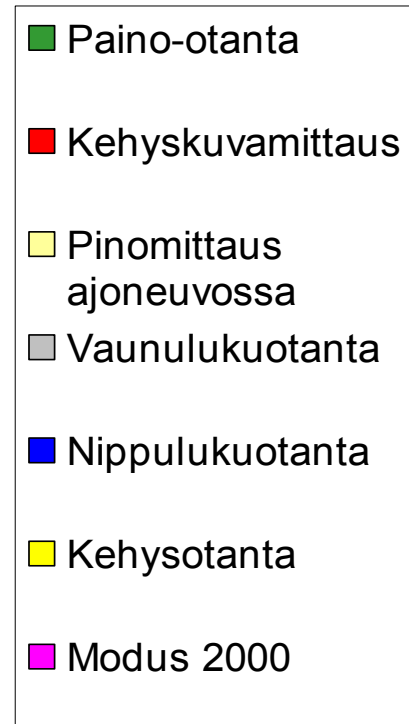 Paino-otanta
Kehyskuvamittaus
Pinomittaus
ajoneuvossa
Vaunulukuotanta
Nippulukuotanta
Kehysotanta
Modus 2000